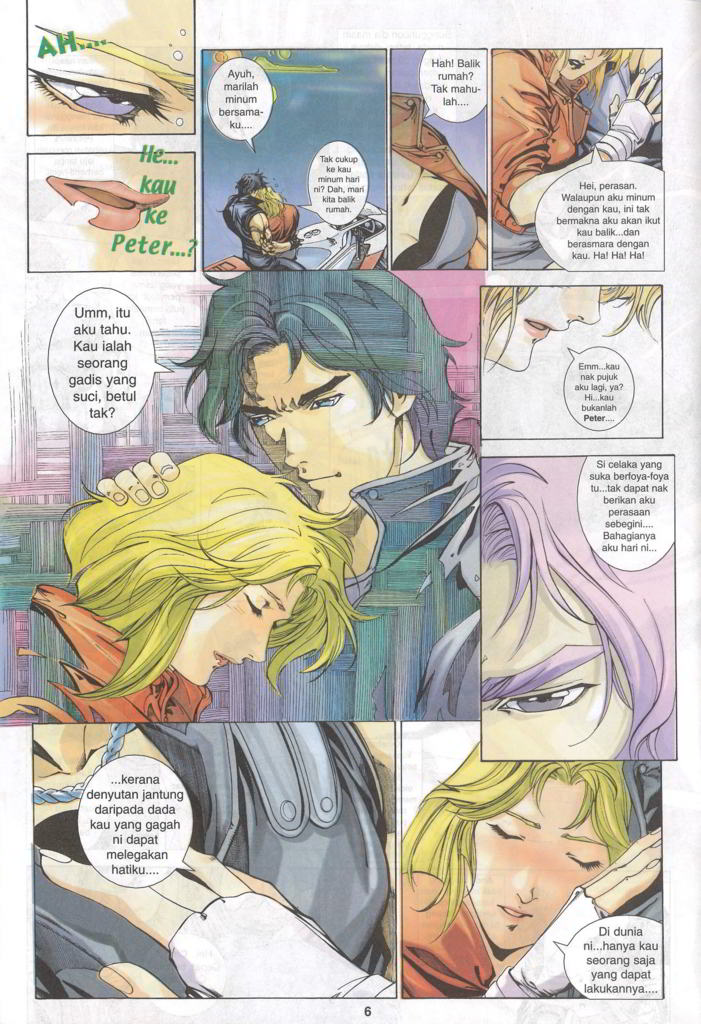 AH....
He...
kau
ke
Peter...?
Ayuh,
marilah
minum
bersama-
ku....
Tak cukup
ke kau
minum hari
ni? Dah, mari
kita balik
rumah.
Hah! Balik
rumah?
Tak mahu-
lah....
Hei, perasan.
Walaupun aku minum
dengan kau, ini tak
bermakna aku akan ikut
kau balik...dan
berasmara dengan
kau. Ha! Ha! Ha!
Umm, itu
aku tahu.
Kau ialah
seorang
gadis yang
suci, betul
tak?
Emm...kau
nak pujuk
aku lagi, ya?
Hi...kau
bukanlah
Peter....
Si celaka yang
suka berfoya-foya
tu...tak dapat nak
berikan aku
perasaan
sebegini....
Bahagianya
aku hari ni...
...kerana
denyutan jantung
daripada dada
kau yang gagah
ni dapat
melegakan
hatiku....
Di dunia
ni...hanya kau
seorang saja
yang dapat
lakukannya....
6